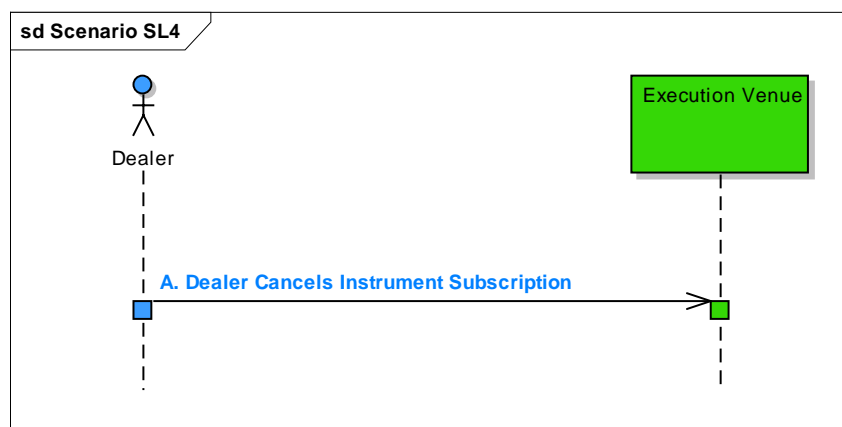 sd Scenario SL4
Execution Venue
Dealer
A. Dealer Cancels Instrument Subscription